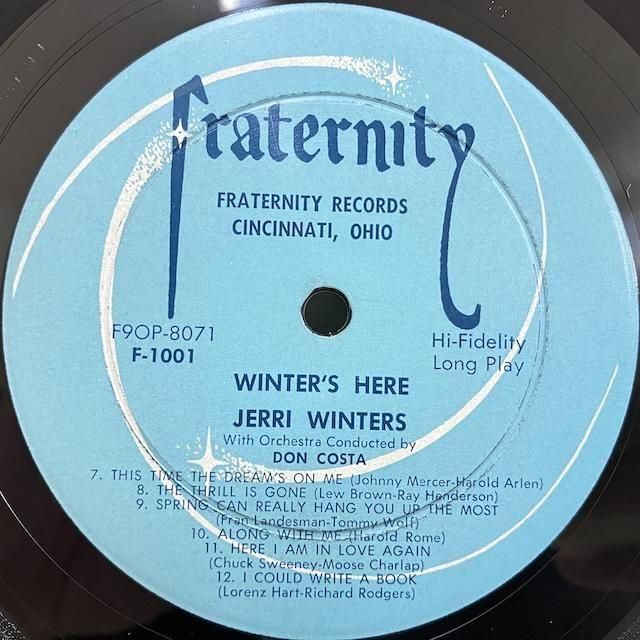 Fraternity
FRATERNITY RECORDS
CINCINNATI, OHIO
F9OP-8071
F-1001
Hi-Fidelity
Long Play
WINTER'S HERE
JERRI WINTERS
With Orchestra Conducted by
DON COSTA
7. THIS TIME THE DREAM'S ON ME (Johnny Mercer-Harold Arlen)
8. THE THRILL IS GONE (Lew Brown-Ray Henderson)
9. SPRING CAN REALLY HANG YOU UP THE MOST
(Fran Landesman-Tommy Wolf)
10. ALONG WITH ME (Harold Rome)
11. HERE I AM IN LOVE AGAIN
(Chuck Sweeney-Moose Charlap)
12. I COULD WRITE A BOOK
(Lorenz Hart-Richard Rodgers)